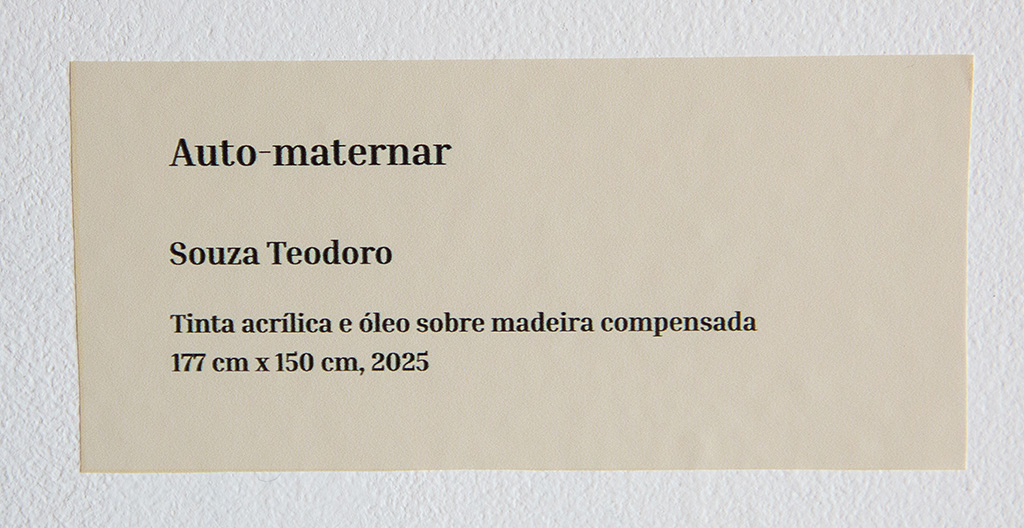 Auto-maternar
Souza Teodoro
Tinta acrílica e óleo sobre madeira compensada
177 cm x 150 cm, 2025